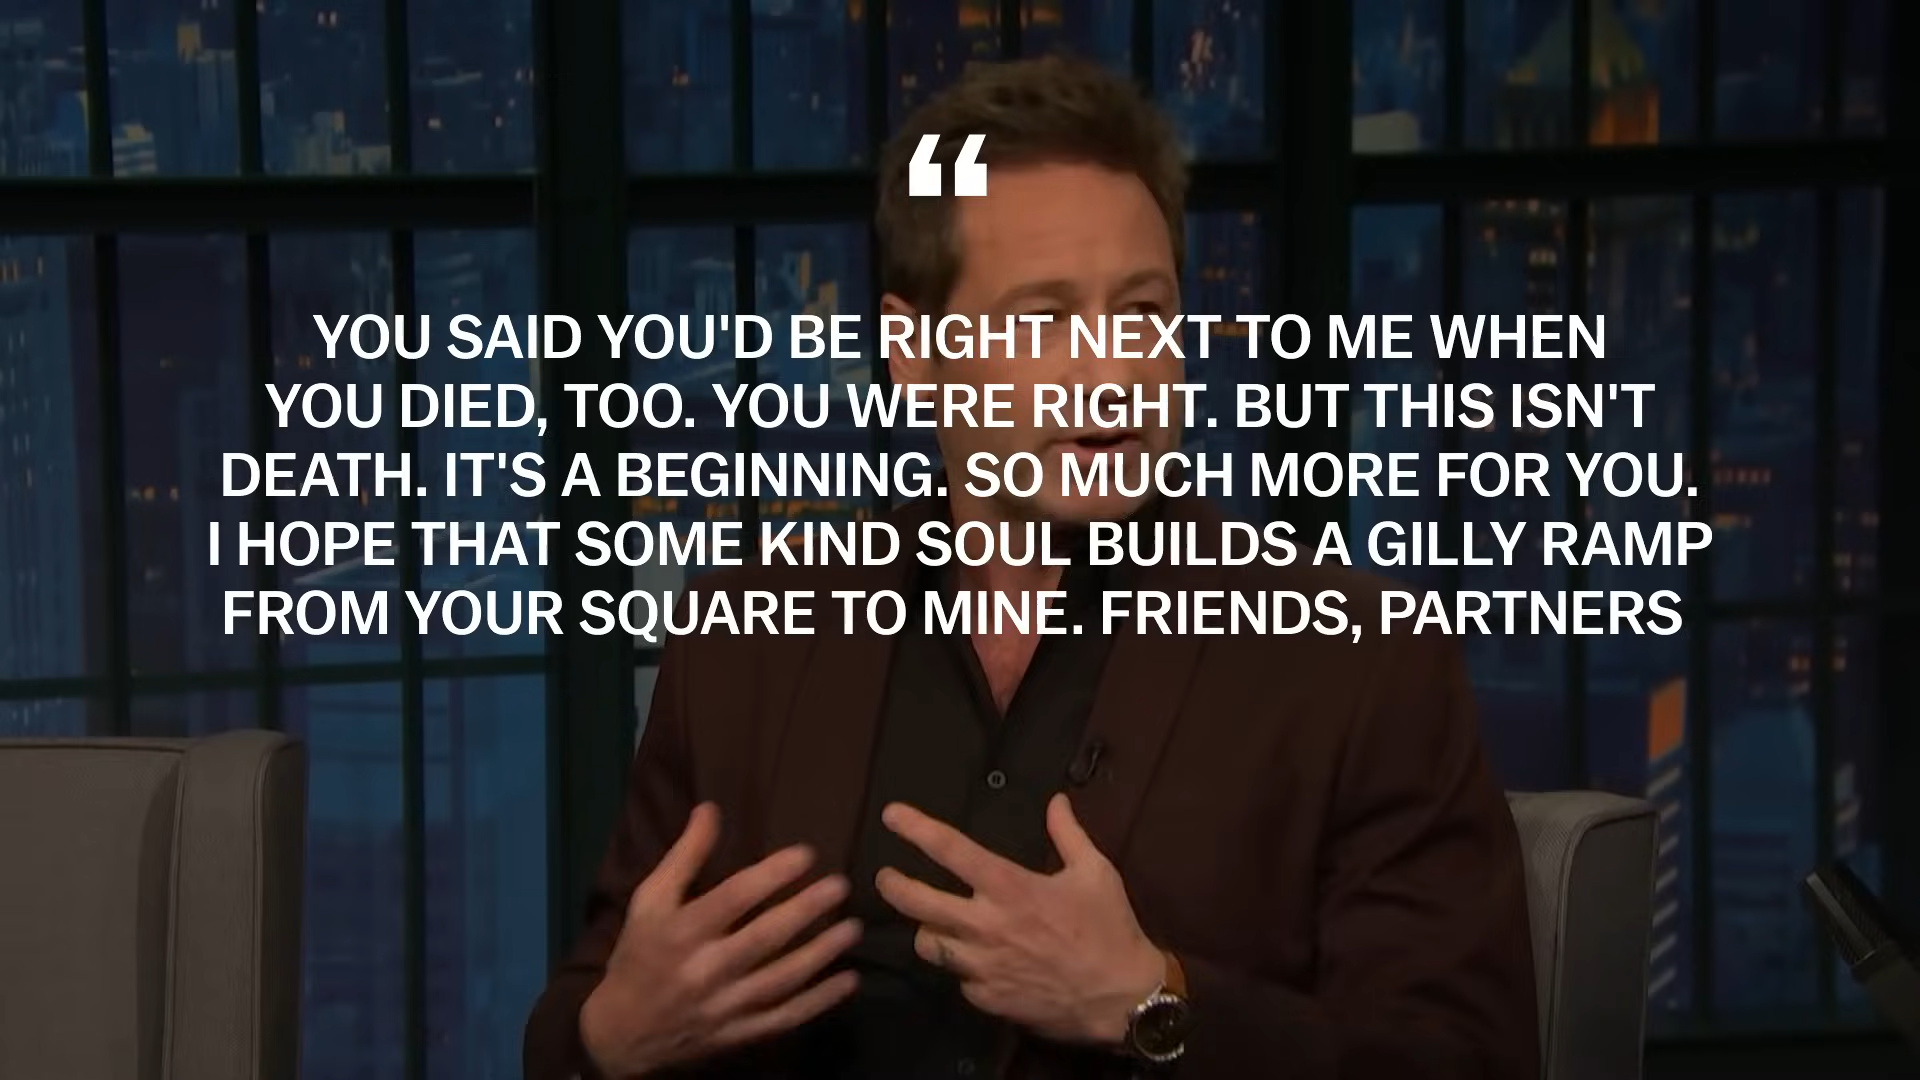 “
YOU SAID YOU'D BE RIGHT NEXT TO ME WHEN
YOU DIED, TOO. YOU WERE RIGHT. BUT THIS ISN'T
DEATH. IT'S A BEGINNING. SO MUCH MORE FOR YOU.
I HOPE THAT SOME KIND SOUL BUILDS A GILLY RAMP
FROM YOUR SQUARE TO MINE. FRIENDS, PARTNERS